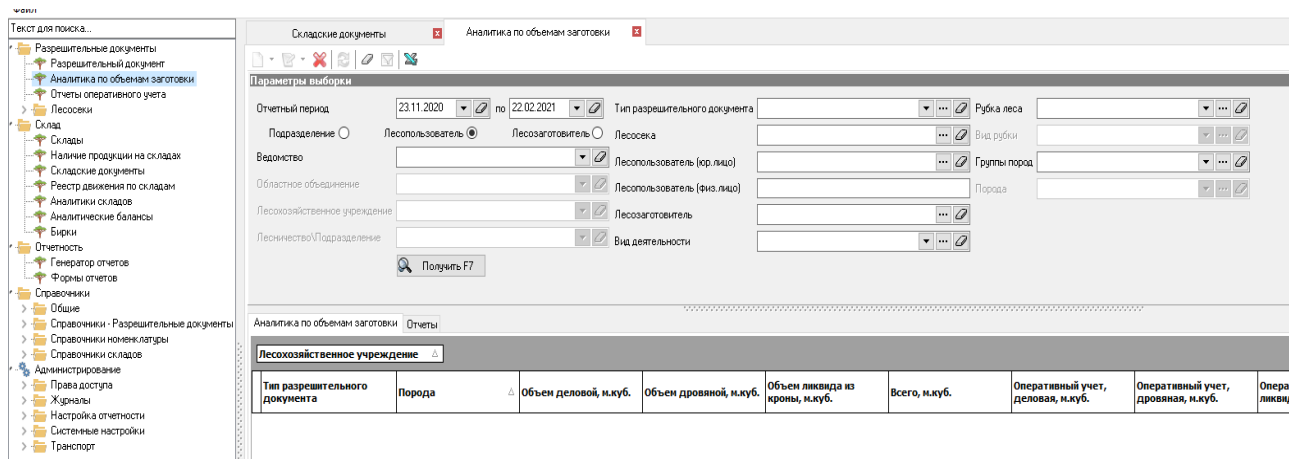 Файл
Текст для поиска...
Разрешительные документы
Разрешительный документ
Аналитика по объемам заготовки
Отчеты оперативного учета
Лесосеки
Склад
Склады
Наличие продукции на складах
Складские документы
Реестр движения по складам
Аналитики складов
Аналитические балансы
Бирки
Отчетность
Генератор отчетов
Формы отчетов
Справочники
Общие
Справочники - Разрешительные документы
Справочники номенклатуры
Справочники складов
Администрирование
Права доступа
Журналы
Настройка отчетности
Системные настройки
Транспорт
Складские документы Аналитика по объемам заготовки
Параметры выборки
Отчетный период 23.11.2020 по 22.02.2021 Тип разрешительного документа Рубка леса
Подразделение Лесопользователь Лесозаготовитель Лесосека Вид рубки
Ведомство Лесопользователь (юр.лицо) Группы пород
Областное объединение Лесопользователь (физ.лицо) Порода
Лесохозяйственное учреждение Лесозаготовитель
Лесничество\Подразделение Вид деятельности
Получить F7
Аналитика по объемам заготовки Отчеты
Лесохозяйственное учреждение
Тип разрешительного документа Порода Объем деловой, м.куб. Объем дровяной, м.куб. Объем ликвида из кроны, м.куб. Всего, м.куб. Оперативный учет, деловая, м.куб. Оперативный учет, дровяная, м.куб. Опера ликви